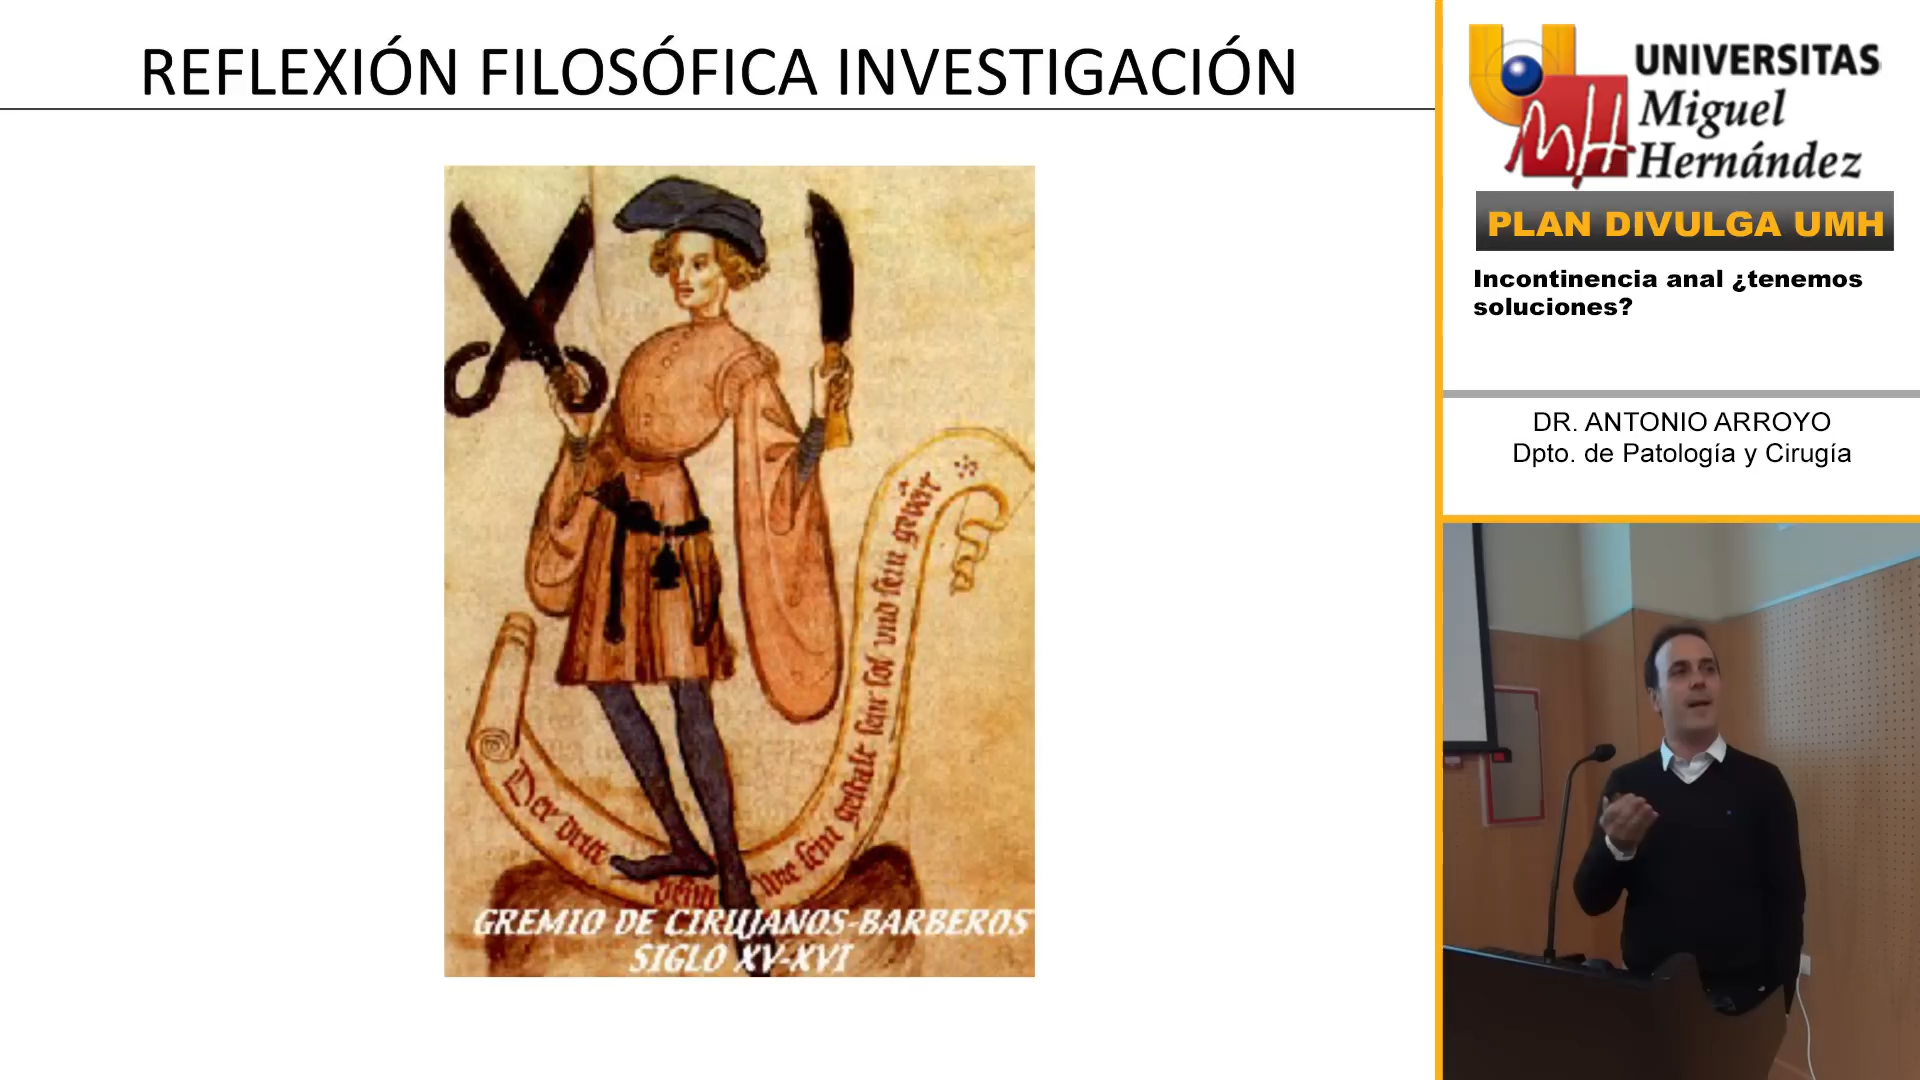 REFLEXIÓN FILOSÓFICA INVESTIGACIÓN
GREMIO DE CIRUJANOS-BARBEROS
SIGLO XV-XVI
UNIVERSITAS
Miguel
Hernández
PLAN DIVULGA UMH
Incontinencia anal ¿tenemos
soluciones?
DR. ANTONIO ARROYO
Dpto. de Patología y Cirugía